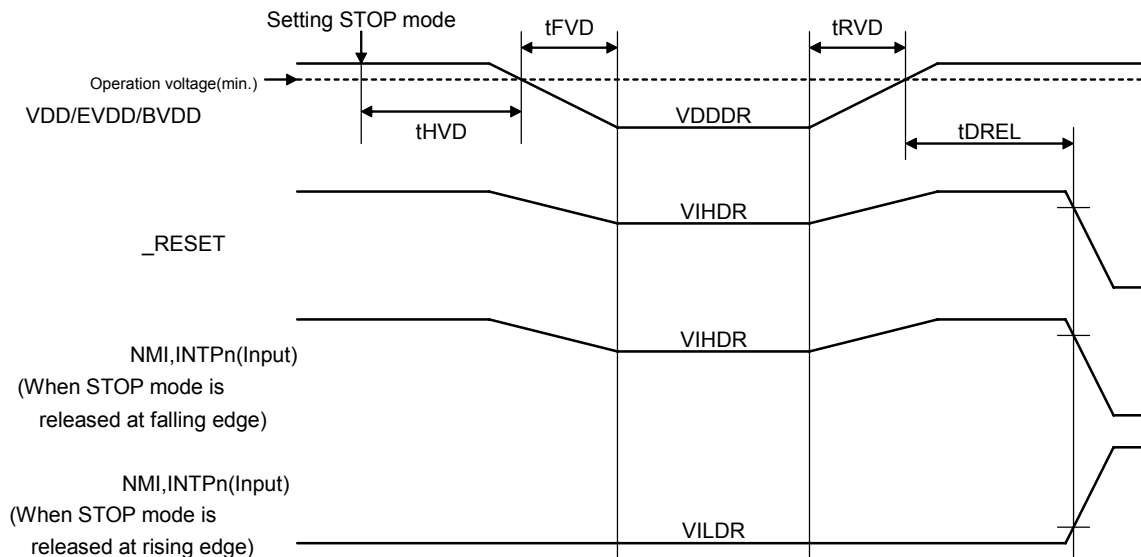 Setting STOP mode
tFVD
tRVD
Operation voltage(min.)
VDD/EVDD/BVDD
VDDDR
tHVD
tDREL
VIHDR
_RESET
VIHDR
NMI,INTPn(Input)
(When STOP mode is
released at falling edge)
NMI,INTPn(Input)
(When STOP mode is
released at rising edge)
VILDR